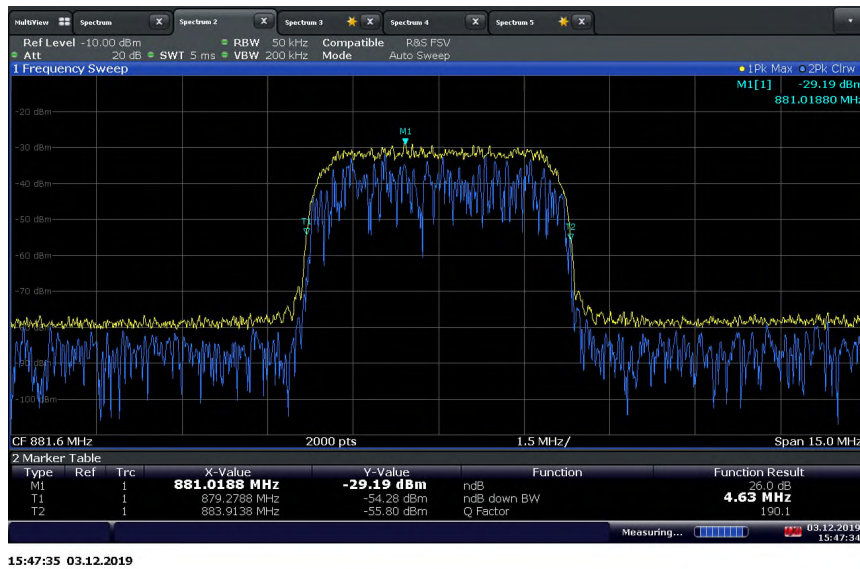 MultiView Spectrum X Spectrum 2 X Spectrum 3 X Spectrum 4 X Spectrum 5 X
Ref Level -10.00 dBm RBW 50 kHz Compatible R&S FSV
Att 20 dB SWT 5 ms VBW 200 kHz Mode Auto Sweep
1 Frequency Sweep 1Pk Max 2Pk Clrw
M1[1] -29.19 dBm
881.01880 MHz
-20 dBm
M1
-30 dBm
-40 dBm
-50 dBm
T1
T2
-60 dBm
-70 dBm
-90 dBm
-100 dBm
CF 881.6 MHz 2000 pts 1.5 MHz/ Span 15.0 MHz
2 Marker Table
Type Ref Trc X-Value Y-Value Function Function Result
M1 1 881.0188 MHz -29.19 dBm ndB 26.0 dB
T1 1 879.2788 MHz -54.28 dBm ndB down BW 4.63 MHz
T2 1 883.9138 MHz -55.80 dBm Q Factor 190.1
Measuring... 03.12.2019
15:47:34
15:47:35 03.12.2019